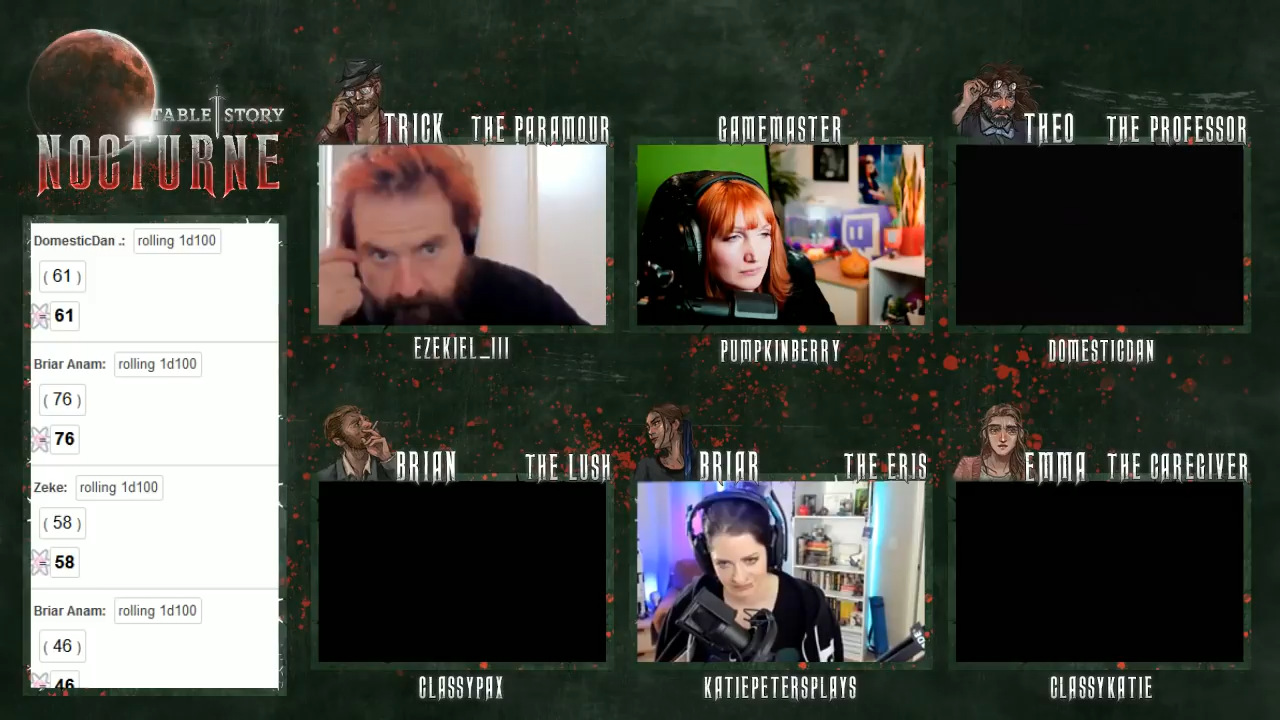 TABLE STORY
NOCTURNE
DomesticDan .: rolling 1d100
( 61 )
= 61
Briar Anam: rolling 1d100
( 76 )
= 76
Zeke: rolling 1d100
( 58 )
= 58
Briar Anam: rolling 1d100
( 46 )
= 46
TRICK THE PARAMOUR
EZEKIEL_III
GAMEMASTER
PUMPKINBERRY
THEO THE PROFESSOR
DOMESTICDAN
BRIAN THE LUSH
CLASSYPAX
BRIAR THE ERIS
KATIEPETERSPLAYS
EMMA THE CAREGIVER
CLASSYKATIE